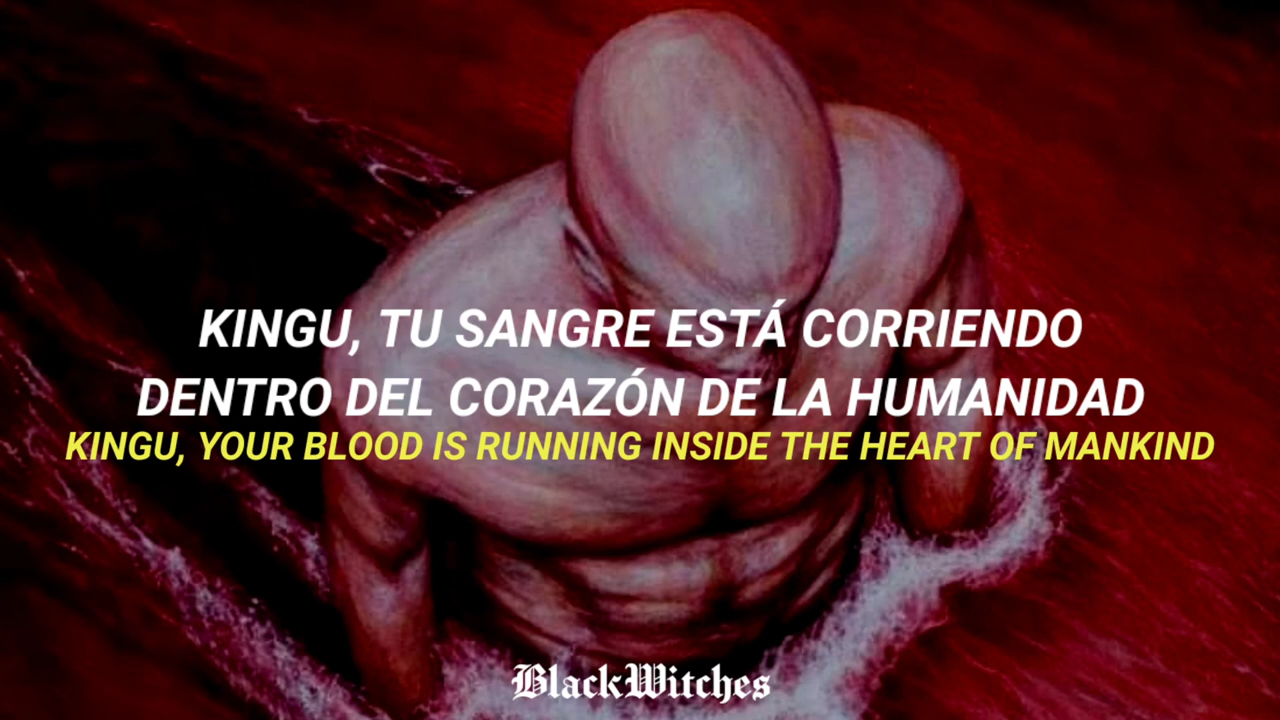 KINGU, TU SANGRE ESTÁ CORRIENDO
DENTRO DEL CORAZÓN DE LA HUMANIDAD
KINGU, YOUR BLOOD IS RUNNING INSIDE THE HEART OF MANKIND
BlackWitches